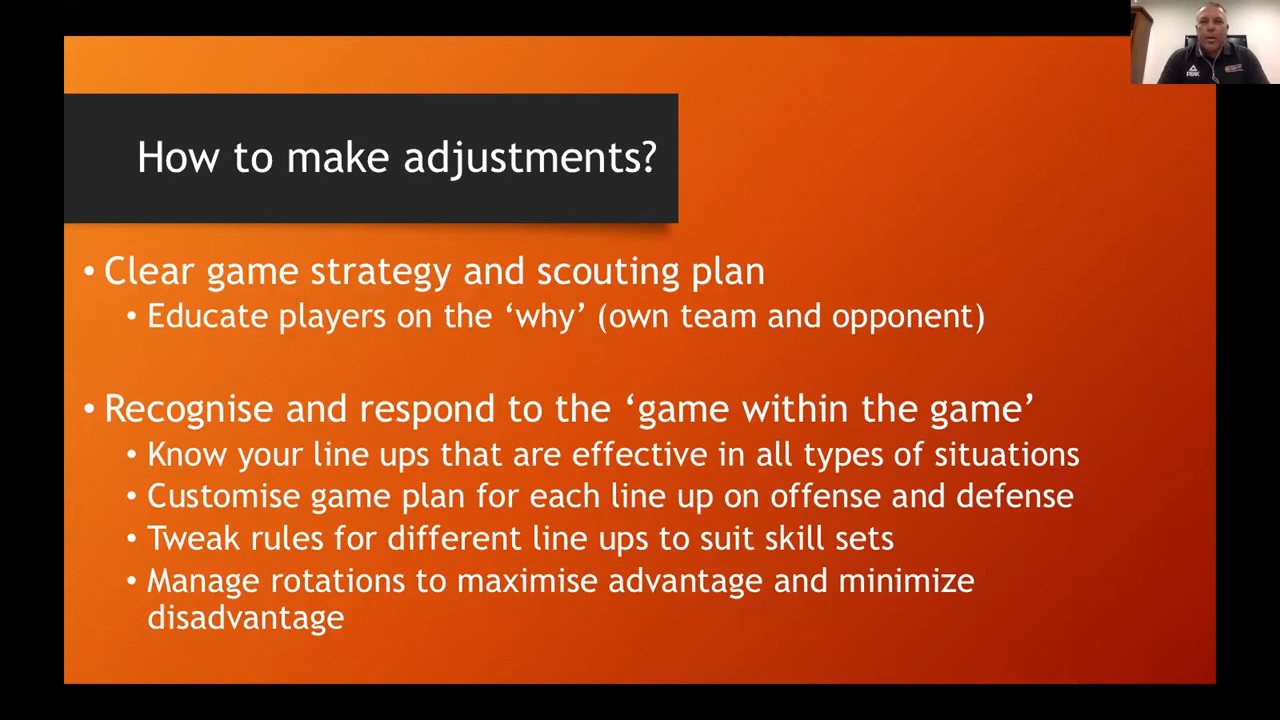 How to make adjustments?
• Clear game strategy and scouting plan
• Educate players on the ‘why’ (own team and opponent)
• Recognise and respond to the ‘game within the game’
• Know your line ups that are effective in all types of situations
• Customise game plan for each line up on offense and defense
• Tweak rules for different line ups to suit skill sets
• Manage rotations to maximise advantage and minimize
disadvantage
PEAK